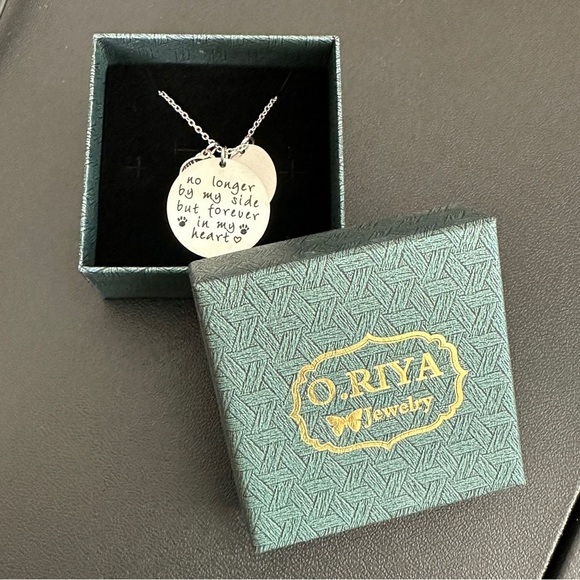 no longer
by my side
but forever
in my
heart
O.RIYA
Jewelry